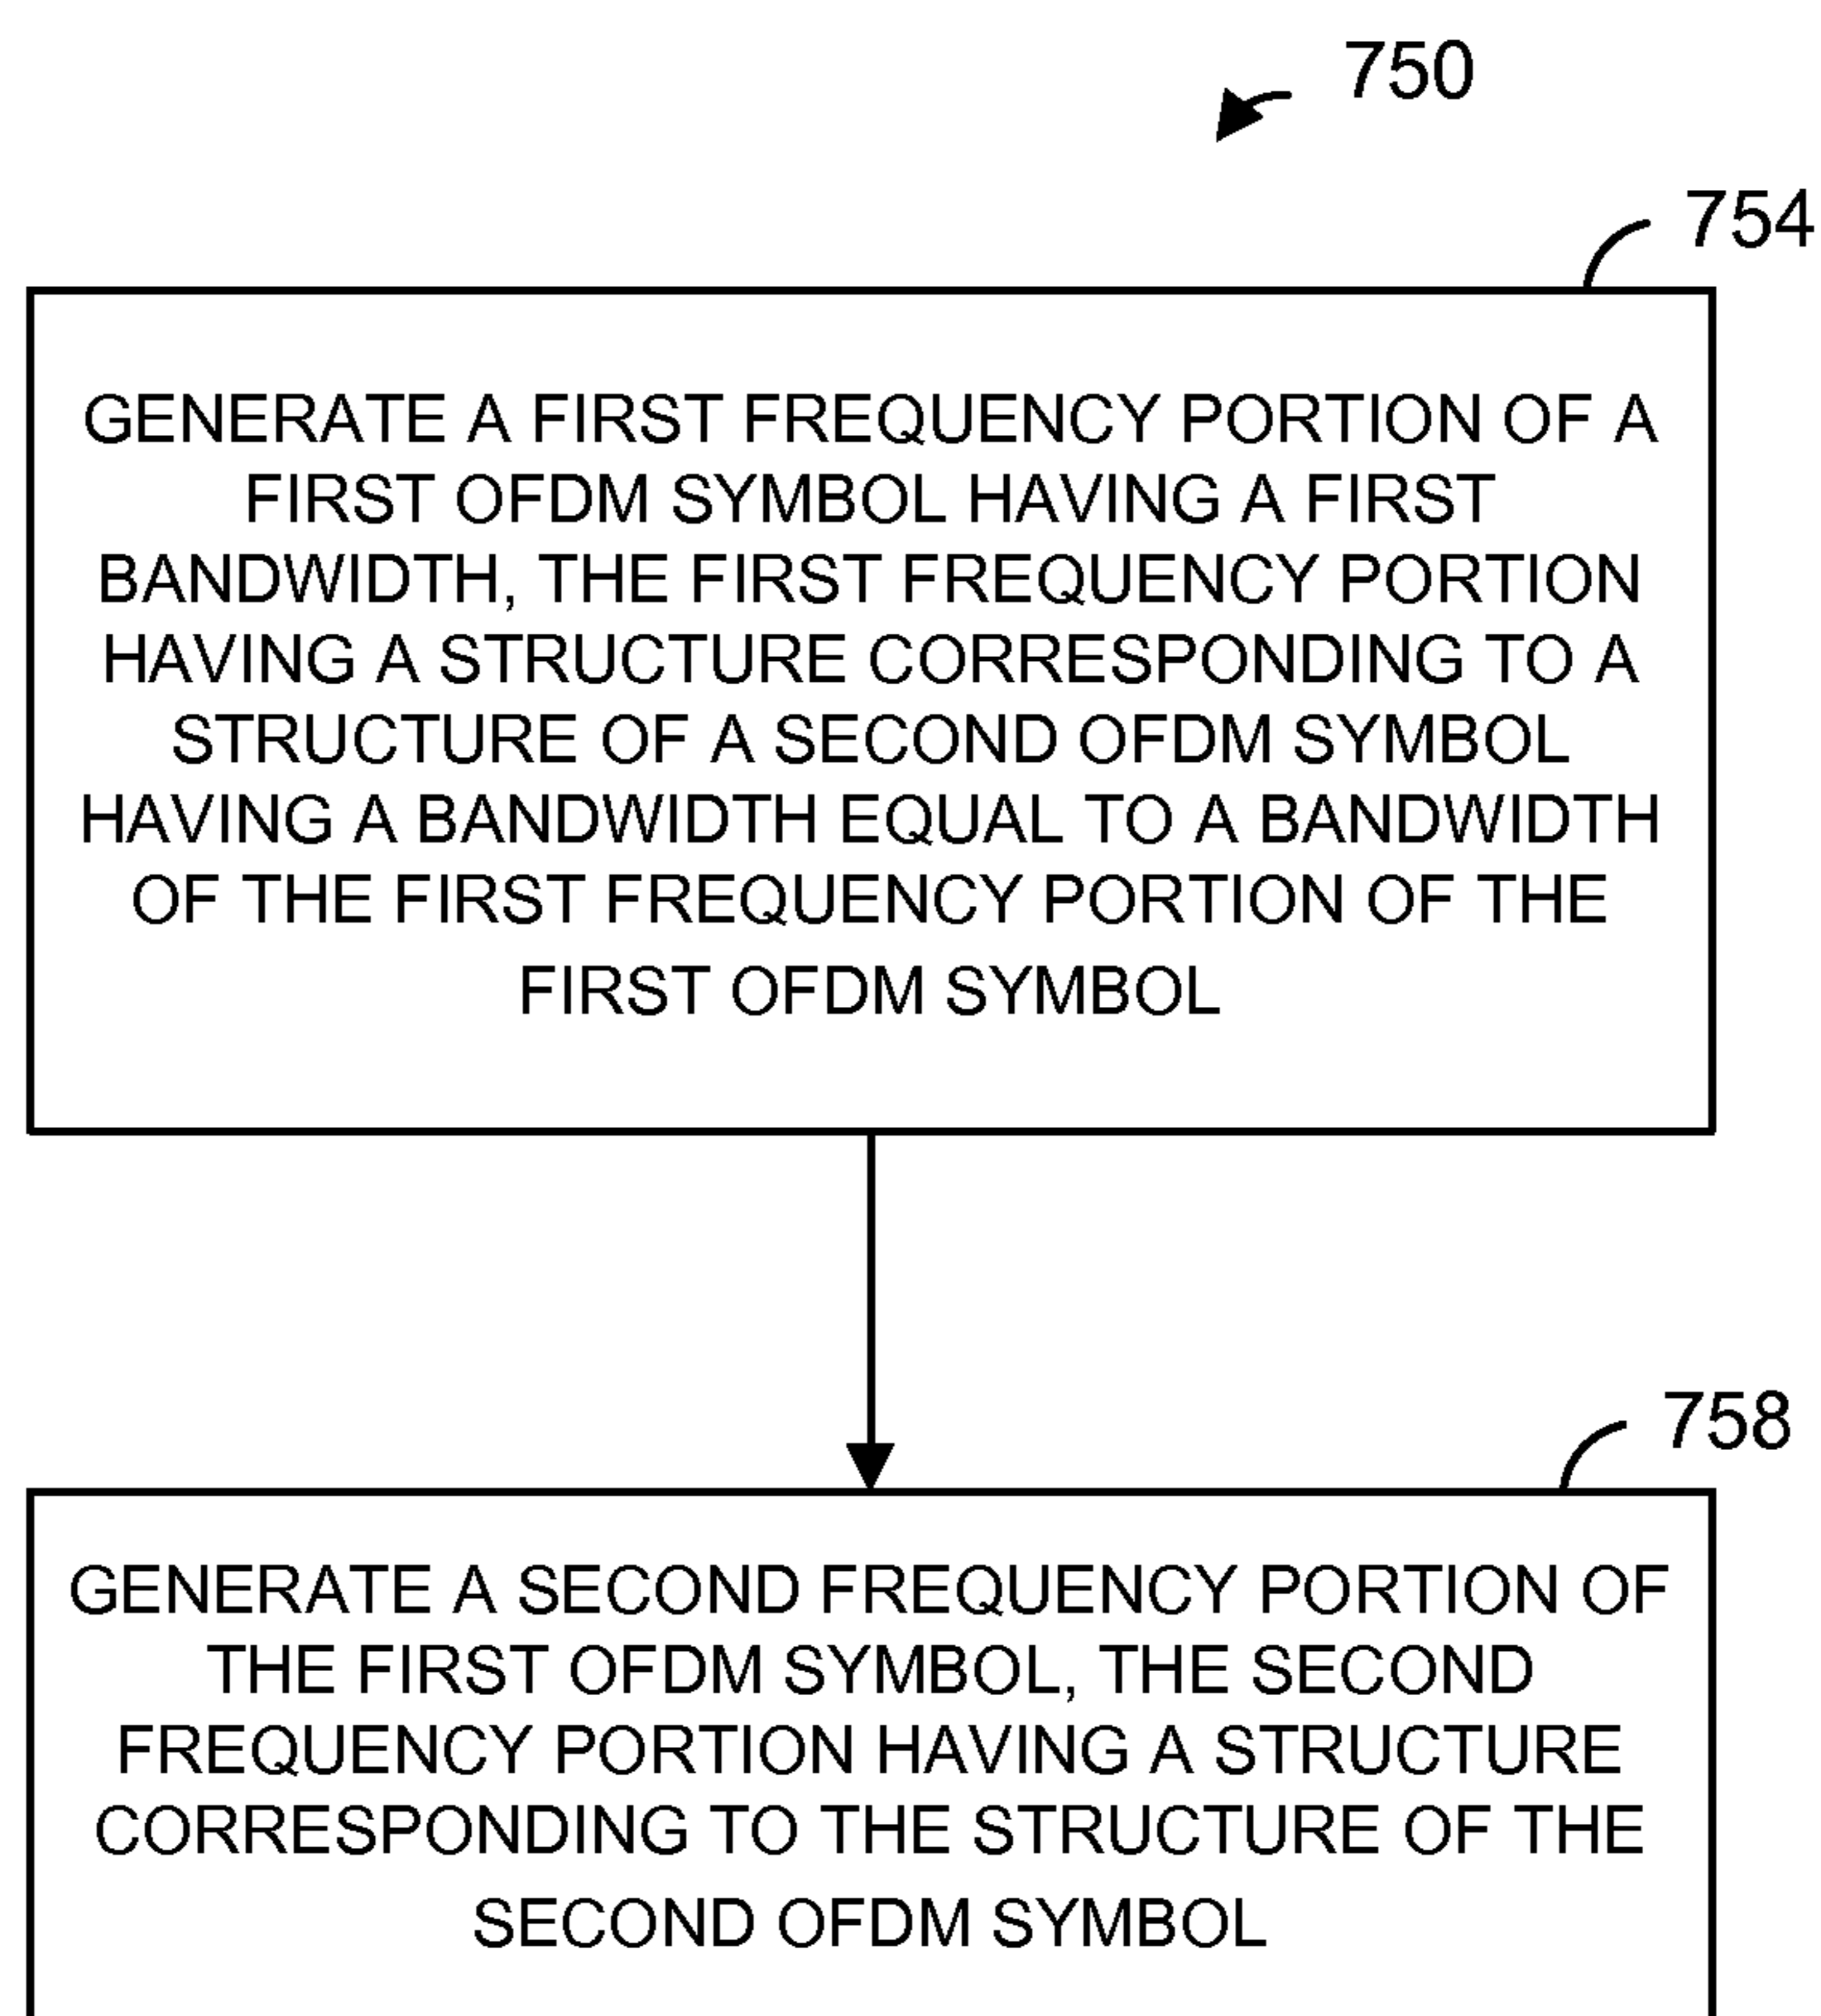 750
754
GENERATE A FIRST FREQUENCY PORTION OF A
FIRST OFDM SYMBOL HAVING A FIRST
BANDWIDTH, THE FIRST FREQUENCY PORTION
HAVING A STRUCTURE CORRESPONDING TO A
STRUCTURE OF A SECOND OFDM SYMBOL
HAVING A BANDWIDTH EQUAL TO A BANDWIDTH
OF THE FIRST FREQUENCY PORTION OF THE
FIRST OFDM SYMBOL
758
GENERATE A SECOND FREQUENCY PORTION OF
THE FIRST OFDM SYMBOL, THE SECOND
FREQUENCY PORTION HAVING A STRUCTURE
CORRESPONDING TO THE STRUCTURE OF THE
SECOND OFDM SYMBOL